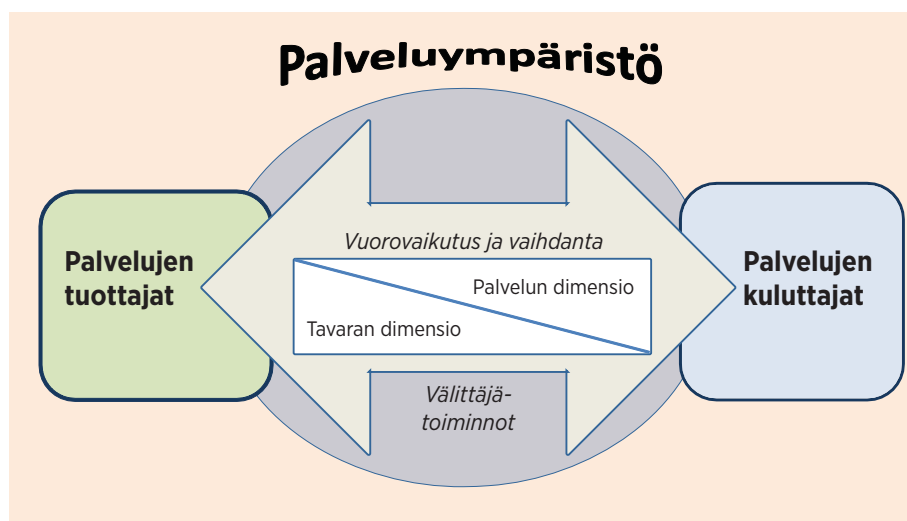 Palveluympäristö
Vuorovaikutus ja vaihdanta
Palvelujen
tuottajat
Palvelun dimensio
Tavaran dimensio
Palvelujen
kuluttajat
Välittäjä-
toiminnot